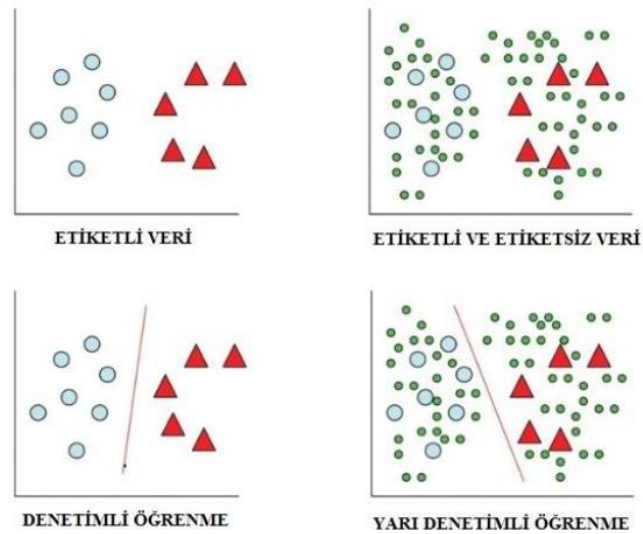 ETİKETLİ VERİ
ETİKETLİ VE ETİKETSİZ VERİ
DENETİMLİ ÖĞRENME
YARI DENETİMLİ ÖĞRENME